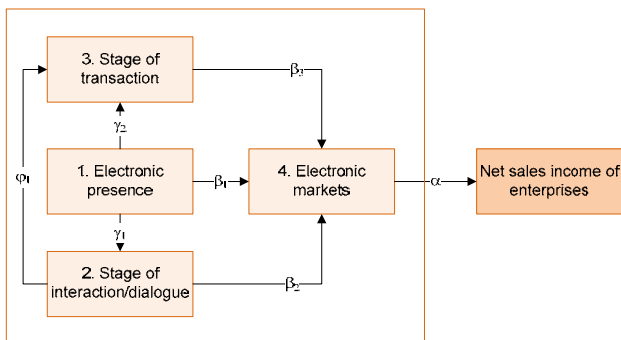 3. Stage of
transaction
β3
γ2
φ1
1. Electronic
presence
β1
4. Electronic
markets
α
Net sales income of
enterprises
γ1
2. Stage of
interaction/dialogue
β2